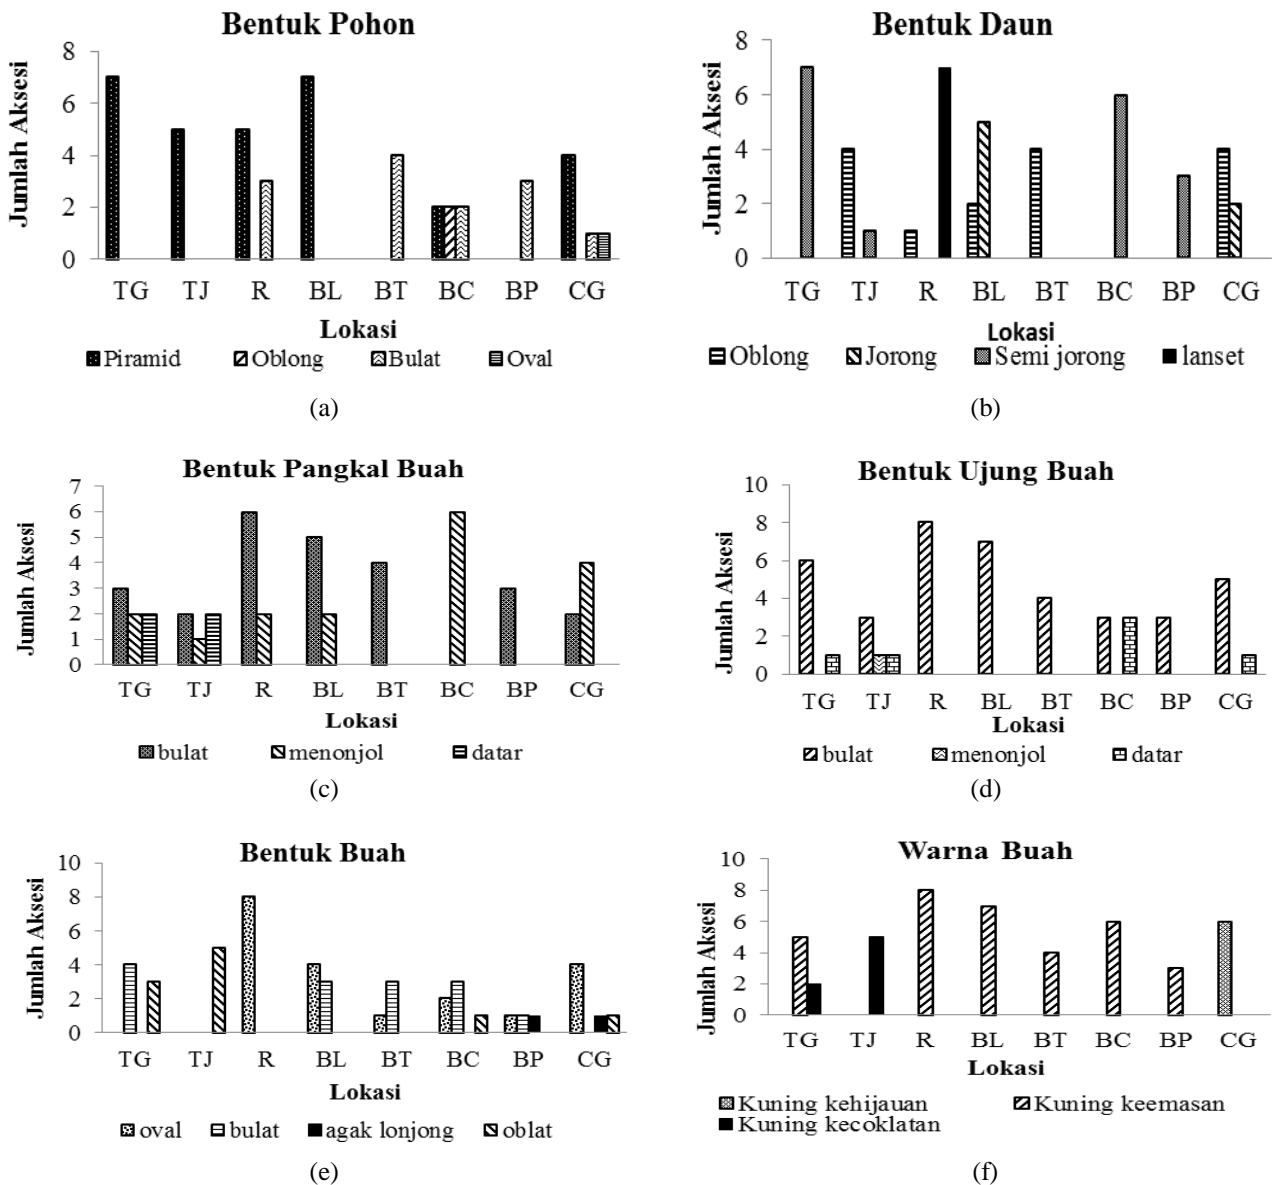 Bentuk Pohon
Jumlah Aksesi
8
6
4
2
0
TG TJ R BL BT BC BP CG
Lokasi
Piramid Oblong Bulat Oval
(a)
Bentuk Daun
Jumlah Aksesi
8
6
4
2
0
TG TJ R BL BT BC BP CG
Lokasi
Oblong Jorong Semi jorong lanset
(b)
Bentuk Pangkal Buah
Jumlah Aksesi
7
6
5
4
3
2
1
0
TG TJ R BL BT BC BP CG
Lokasi
bulat menonjol datar
(c)
Bentuk Ujung Buah
Jumlah Aksesi
10
8
6
4
2
0
TG TJ R BL BT BC BP CG
Lokasi
bulat menonjol datar
(d)
Bentuk Buah
Jumlah Aksesi
10
8
6
4
2
0
TG TJ R BL BT BC BP CG
Lokasi
oval bulat agak lonjong oblat
(e)
Warna Buah
Jumlah Aksesi
10
8
6
4
2
0
TG TJ R BL BT BC BP CG
Lokasi
Kuning kehijauan Kuning keemasan
Kuning kecoklatan
(f)